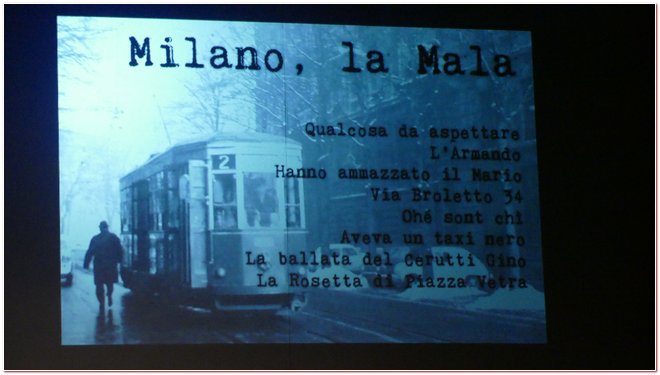 Milano, la Mala
Qualcosa da aspettare
L'Armando
Hanno ammazzato il Mario
Via Broletto 34
Ohé sont chì
Aveva un taxi nero
La ballata del Cerutti Gino
La Rosetta di Piazza Vetra
2